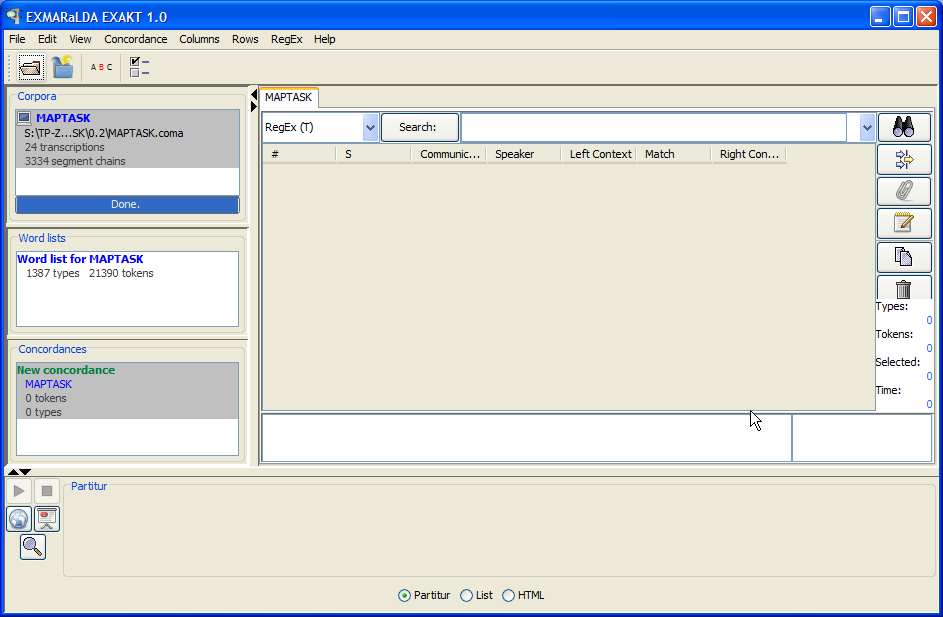 EXMARaLDA EXAKT 1.0
File Edit View Concordance Columns Rows RegEx Help
A B C
Corpora
MAPTASK
S:\TP-Z...SK\0.2\MAPTASK.coma
24 transcriptions
3334 segment chains
Done.
Word lists
Word list for MAPTASK
1387 types 21390 tokens
Concordances
New concordance
MAPTASK
0 tokens
0 types
MAPTASK
RegEx (T) Search:
# S Communic... Speaker Left Context Match Right Con...
Types:
0
Tokens:
0
Selected:
0
Time:
0
Partitur
Partitur List HTML